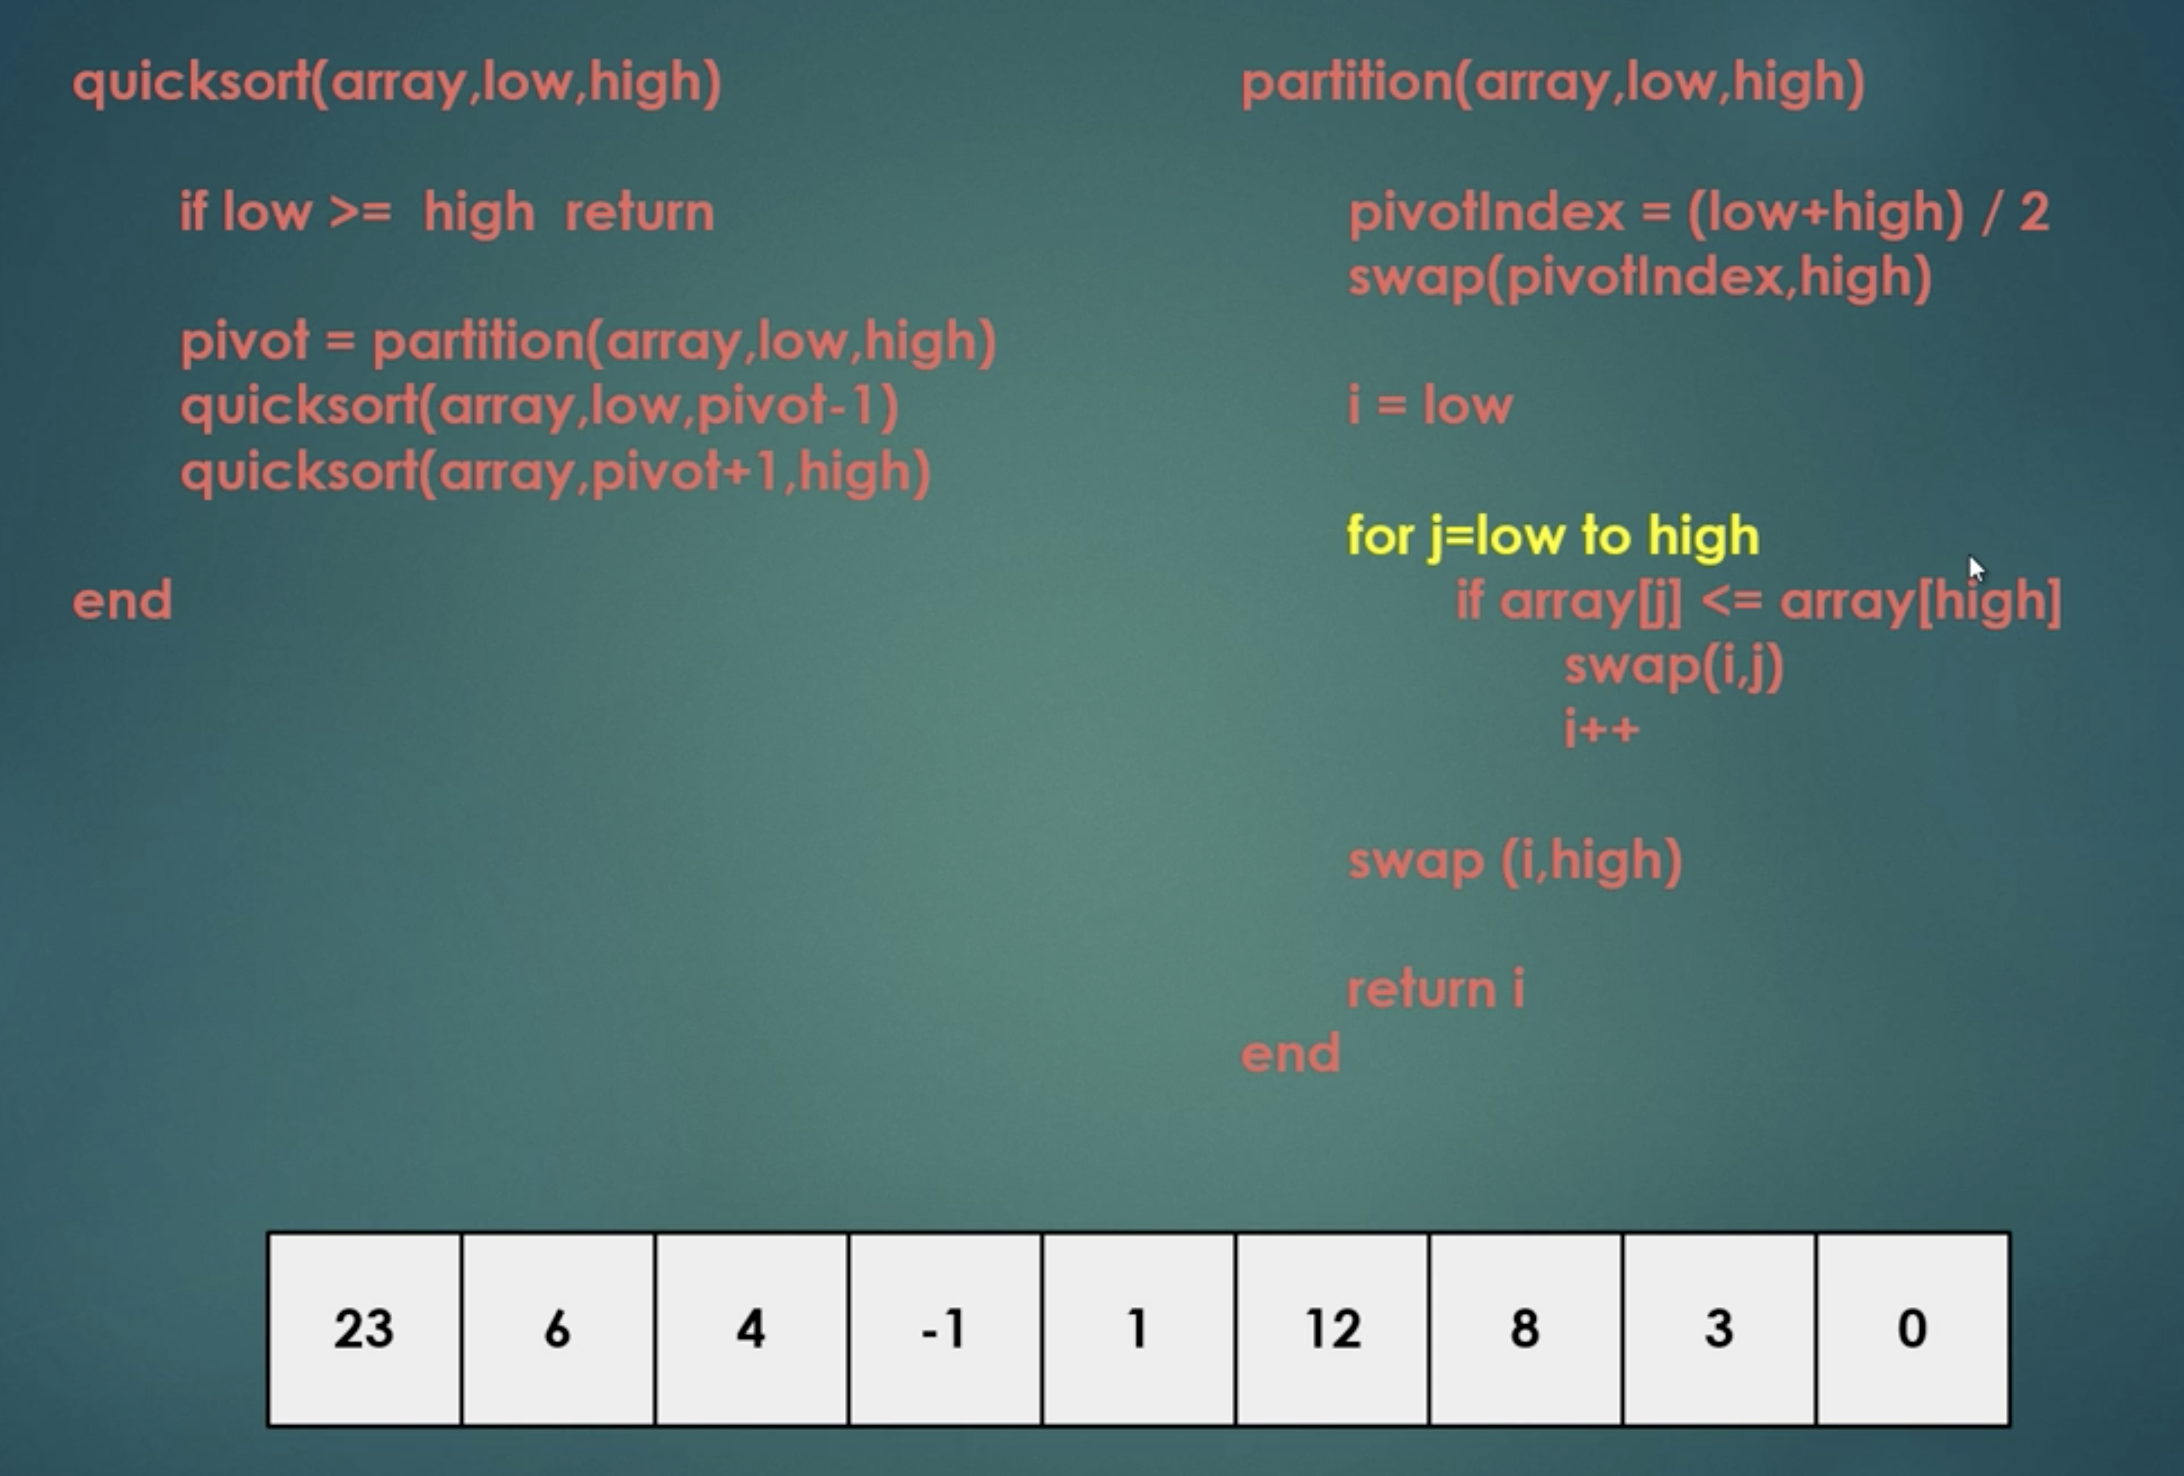 quicksort(array,low,high)
if low >= high return
pivot = partition(array,low,high)
quicksort(array,low,pivot-1)
quicksort(array,pivot+1,high)
end
partition(array,low,high)
pivotIndex = (low+high) / 2
swap(pivotIndex,high)
i = low
for j=low to high
if array[j] <= array[high]
swap(i,j)
i++
swap (i,high)
return i
end
23 6 4 -1 1 12 8 3 0